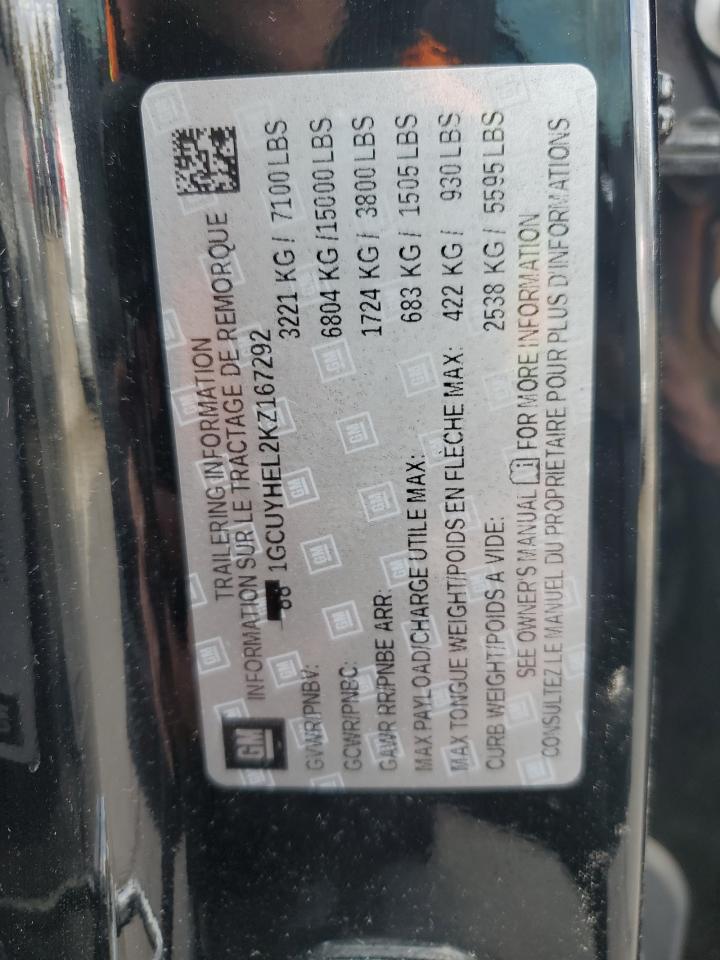 GM
TRAILERING INFORMATION
INFORMATION SUR LE TRACTAGE DE REMORQUE
1GCUYHEL2KZ167292
GVWR/PNBV: 3221 KG / 7100 LBS
GCWR/PNBC: 6804 KG /15000 LBS
GAWR RR/PNBE ARR: 1724 KG / 3800 LBS
MAX PAYLOAD/CHARGE UTILE MAX: 683 KG / 1505 LBS
MAX TONGUE WEIGHT/POIDS EN FLÈCHE MAX: 422 KG / 930 LBS
CURB WEIGHT/POIDS A VIDE: 2538 KG / 5595 LBS
SEE OWNER'S MANUAL FOR MORE INFORMATION
CONSULTEZ LE MANUEL DU PROPRIETAIRE POUR PLUS D'INFORMATIONS